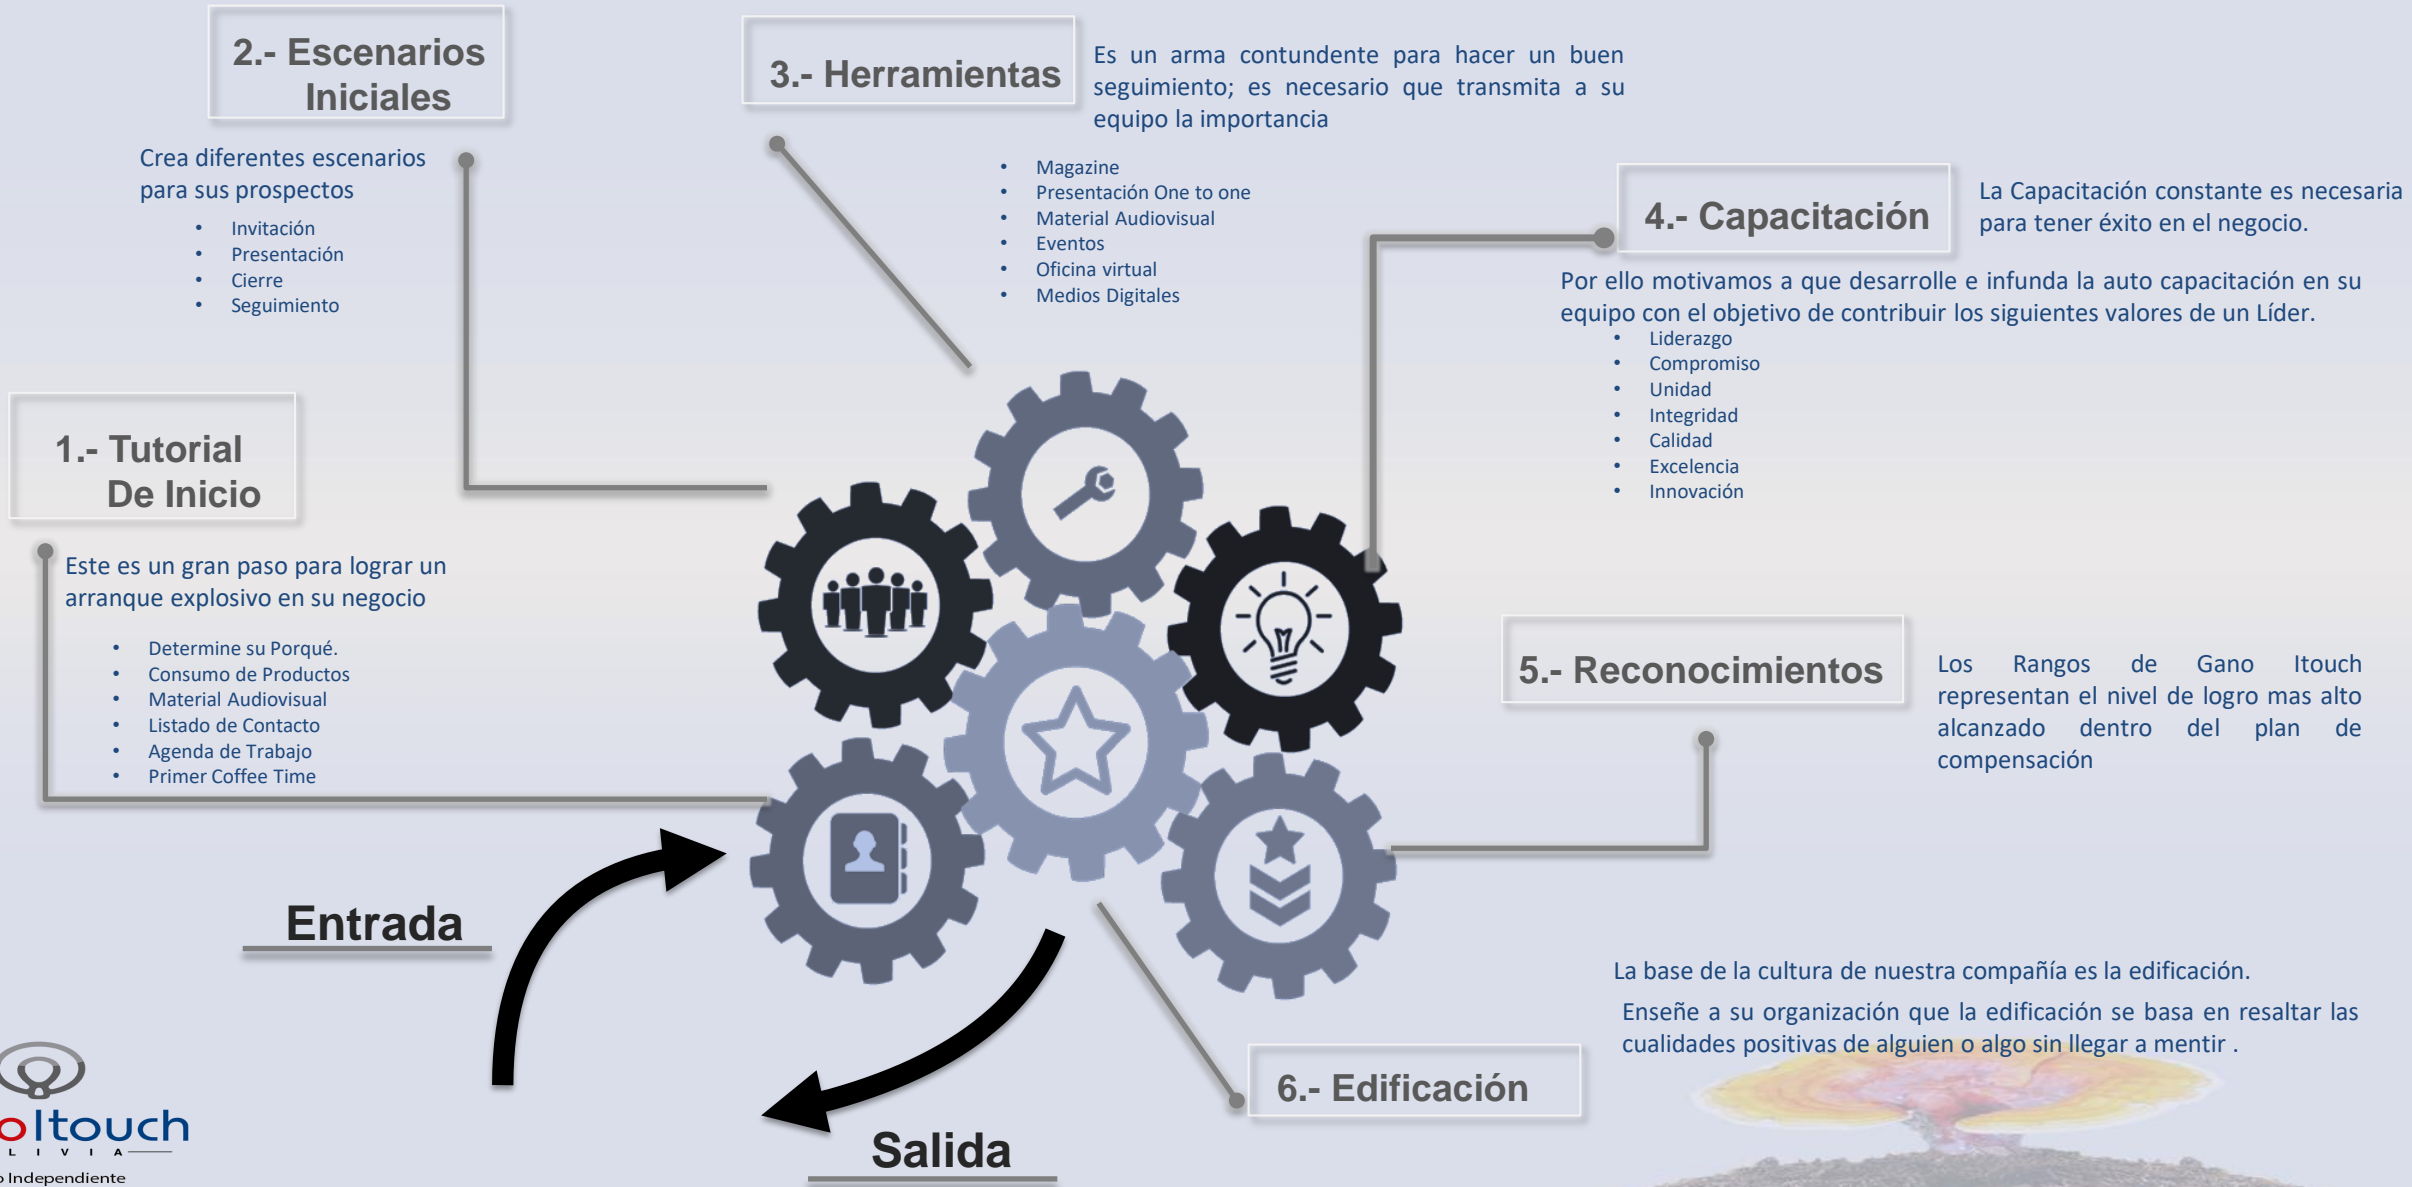 2.- Escenarios
Iniciales
Crea diferentes escenarios
para sus prospectos
• Invitación
• Presentación
• Cierre
• Seguimiento
3.- Herramientas
Es un arma contundente para hacer un buen
seguimiento; es necesario que transmita a su
equipo la importancia
• Magazine
• Presentación One to one
• Material Audiovisual
• Eventos
• Oficina virtual
• Medios Digitales
4.- Capacitación
La Capacitación constante es necesaria
para tener éxito en el negocio.
Por ello motivamos a que desarrolle e infunda la auto capacitación en su
equipo con el objetivo de contribuir los siguientes valores de un Líder.
• Liderazgo
• Compromiso
• Unidad
• Integridad
• Calidad
• Excelencia
• Innovación
1.- Tutorial
De Inicio
Este es un gran paso para lograr un
arranque explosivo en su negocio
• Determine su Porqué.
• Consumo de Productos
• Material Audiovisual
• Listado de Contacto
• Agenda de Trabajo
• Primer Coffee Time
5.- Reconocimientos
Los Rangos de Gano Itouch
representan el nivel de logro mas alto
alcanzado dentro del plan de
compensación
Entrada
La base de la cultura de nuestra compañía es la edificación.
Enseñe a su organización que la edificación se basa en resaltar las
cualidades positivas de alguien o algo sin llegar a mentir .
6.- Edificación
Salida
oItouch
LIVIA
o Independiente